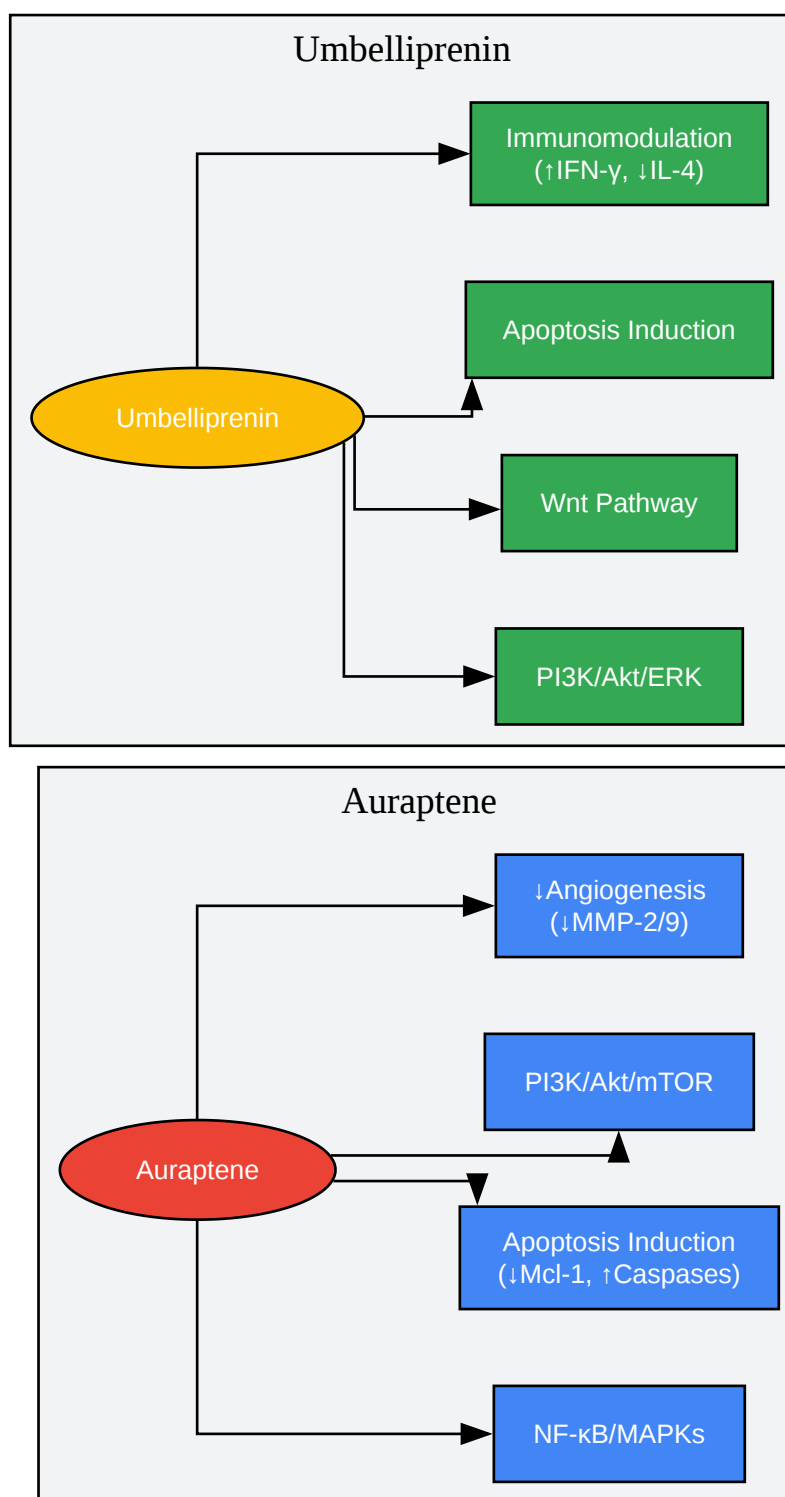 Umbelliprenin
Immunomodulation
(↑IFN-γ, ↓IL-4)
Apoptosis Induction
Umbelliprenin
Wnt Pathway
PI3K/Akt/ERK
Auraptene
↓Angiogenesis
(↓MMP-2/9)
PI3K/Akt/mTOR
Auraptene
Apoptosis Induction
(↓Mcl-1, ↑Caspases)
NF-κB/MAPKs